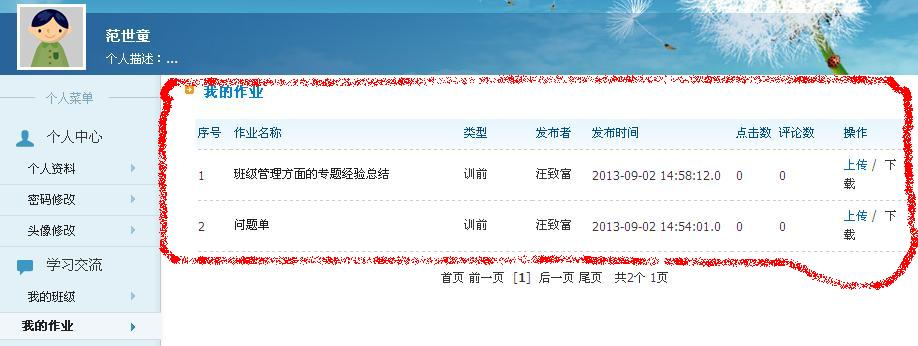 范世童
个人描述：...
个人菜单
个人中心
个人资料
密码修改
头像修改
学习交流
我的班级
我的作业
我的作业
序号 作业名称 类型 发布者 发布时间 点击数 评论数 操作
1 班级管理方面的专题经验总结 训前 汪致富 2013-09-02 14:58:12.0 0 0 上传 / 下
载
2 问题单 训前 汪致富 2013-09-02 14:54:01.0 0 0 上传 / 下
载
首页 前一页 [1] 后一页 尾页 共2个 1页